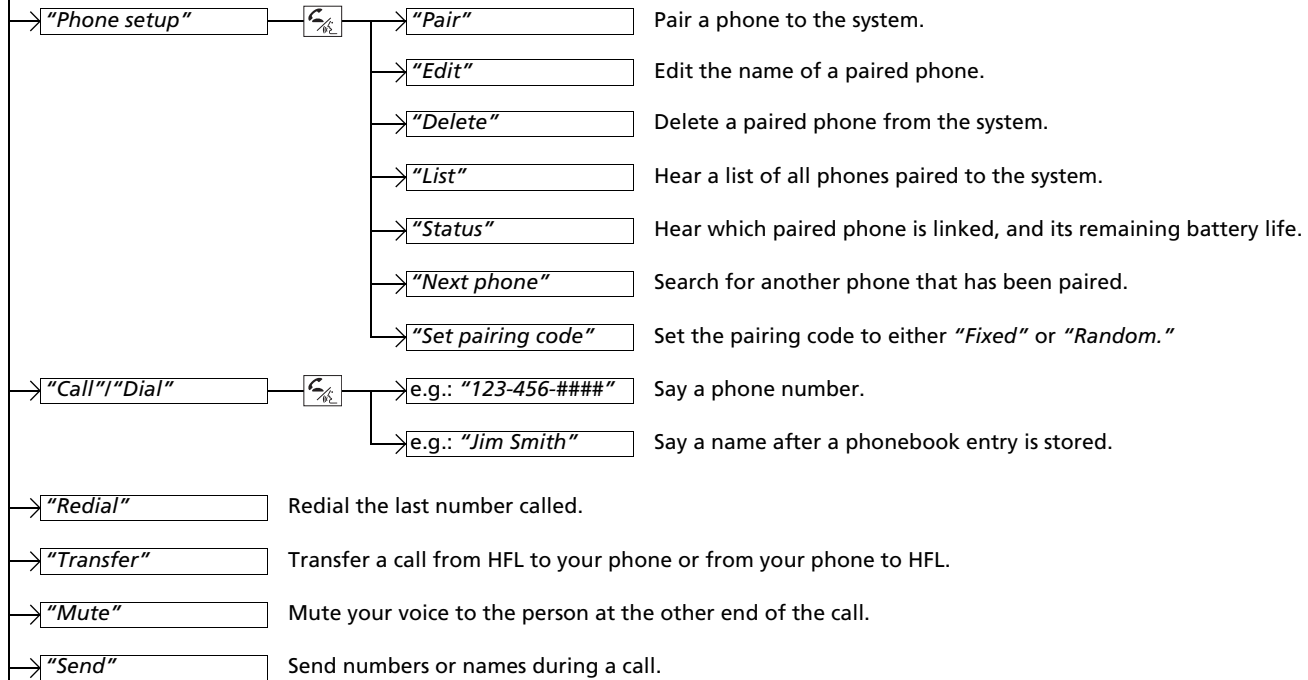 "Phone setup" "Pair" Pair a phone to the system.
"Edit" Edit the name of a paired phone.
"Delete" Delete a paired phone from the system.
"List" Hear a list of all phones paired to the system.
"Status" Hear which paired phone is linked, and its remaining battery life.
"Next phone" Search for another phone that has been paired.
"Set pairing code" Set the pairing code to either "Fixed" or "Random."
"Call"/"Dial" e.g.: "123-456-####" Say a phone number.
e.g.: "Jim Smith" Say a name after a phonebook entry is stored.
"Redial" Redial the last number called.
"Transfer" Transfer a call from HFL to your phone or from your phone to HFL.
"Mute" Mute your voice to the person at the other end of the call.
"Send" Send numbers or names during a call.